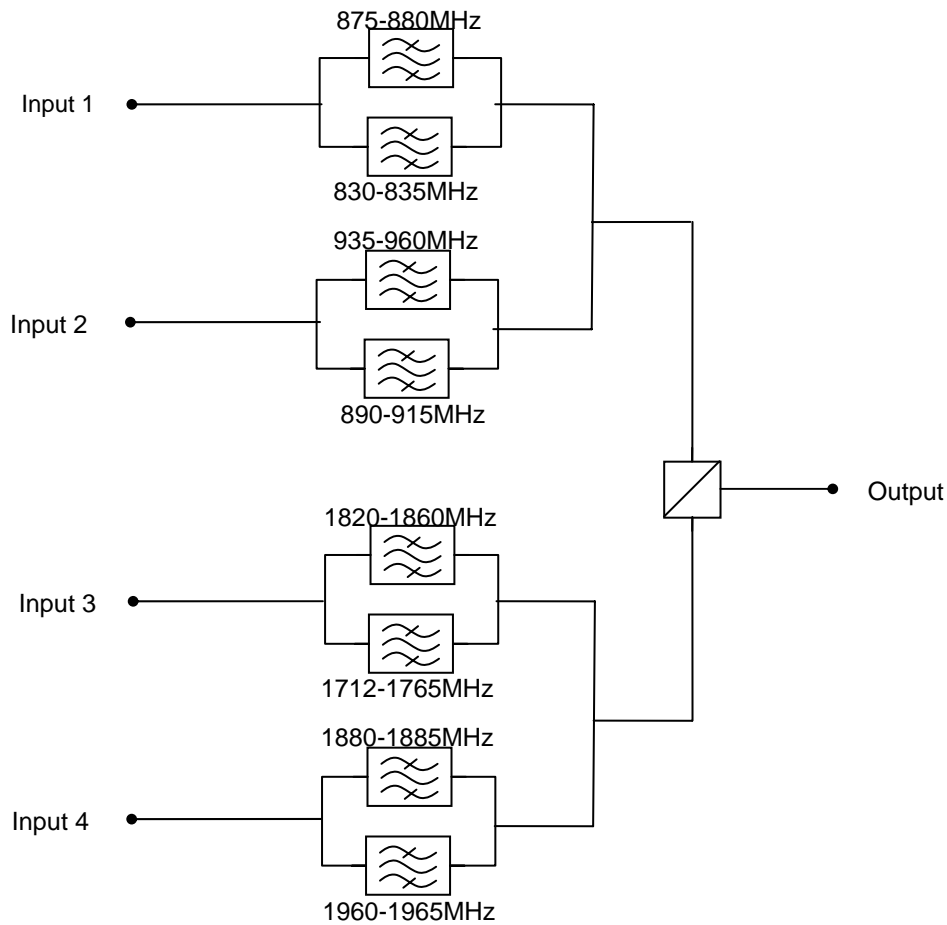 875-880MHz
Input 1
830-835MHz
935-960MHz
Input 2
890-915MHz
Output
1820-1860MHz
Input 3
1712-1765MHz
1880-1885MHz
Input 4
1960-1965MHz